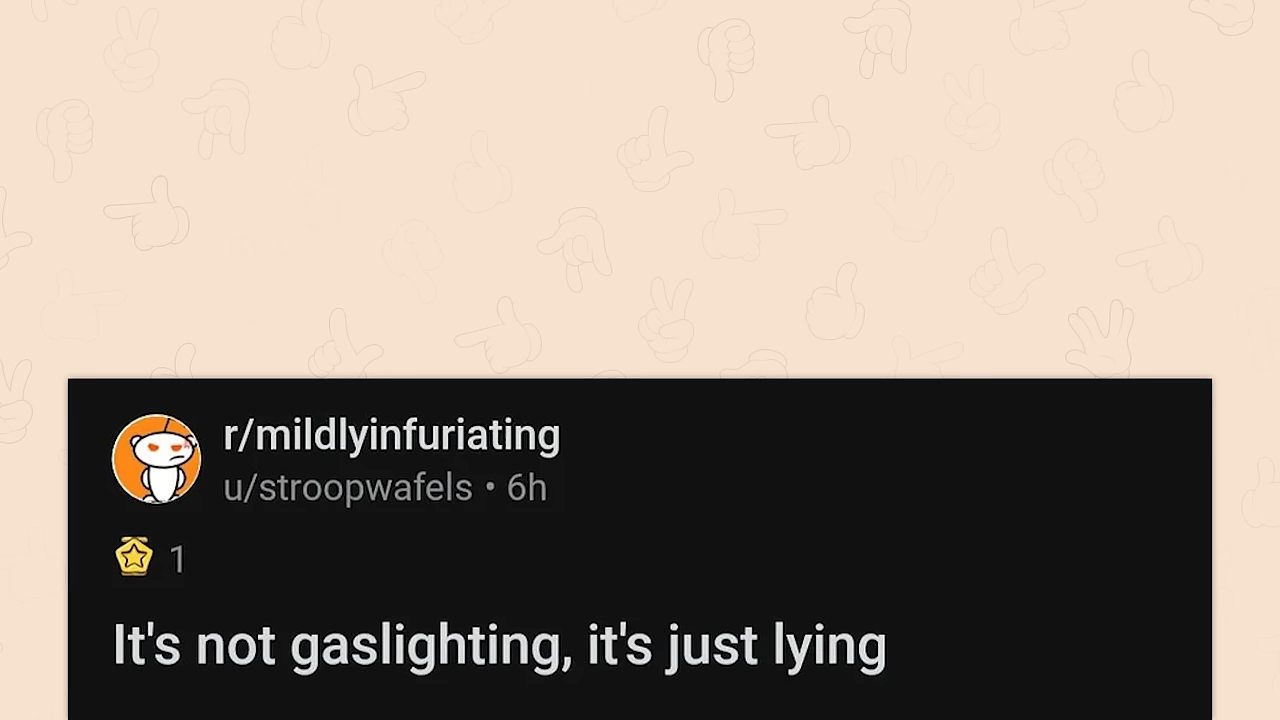 r/mildlyinfuriating
u/stroopwafels • 6h
1
It's not gaslighting, it's just lying